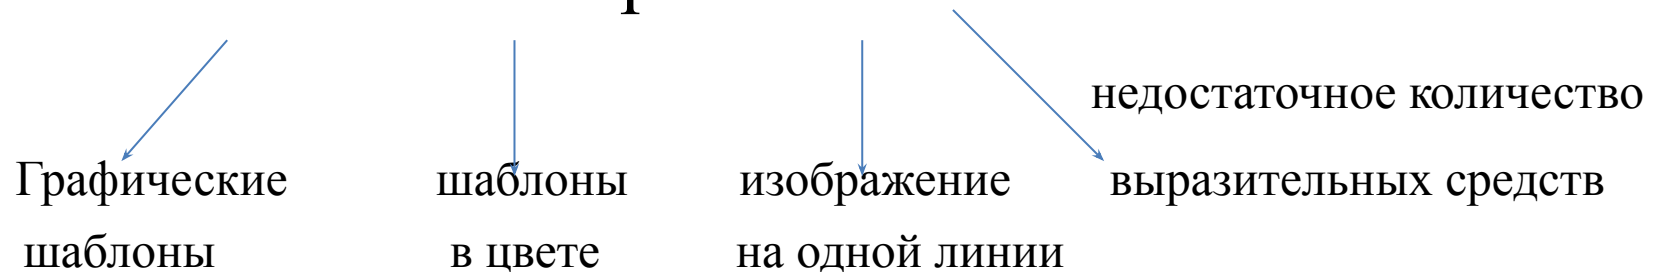 недостаточное количество
Графические шаблоны изображение выразительных средств
шаблоны в цвете на одной линии